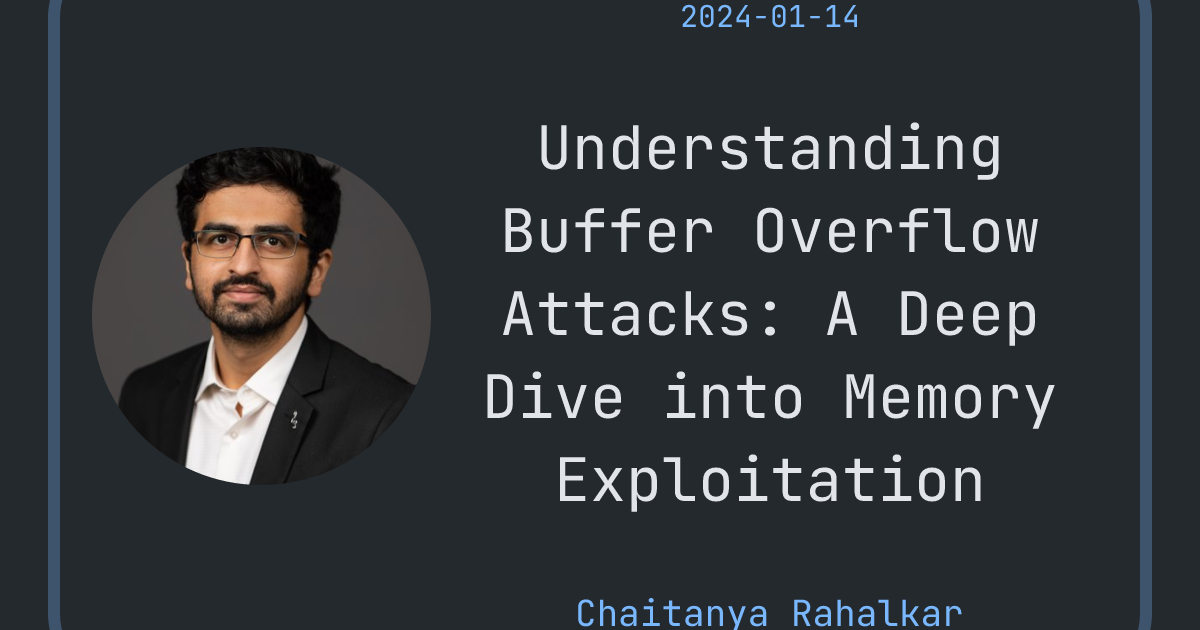 2024-01-14
Understanding
Buffer Overflow
Attacks: A Deep
Dive into Memory
Exploitation
Chaitanya Rahalkar